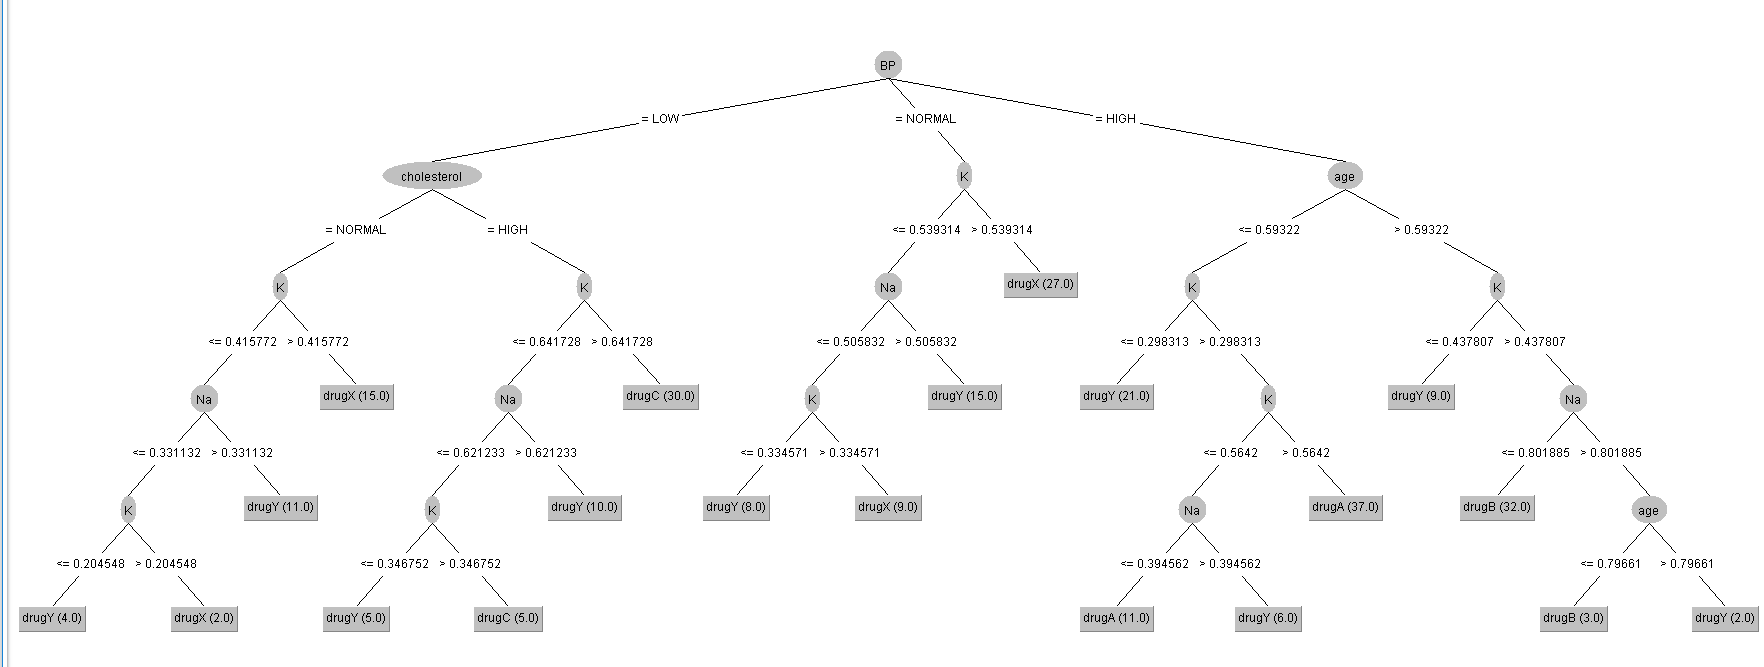 BP
= LOW = NORMAL = HIGH
cholesterol K age
= NORMAL = HIGH <= 0.539314 > 0.539314 <= 0.59322 > 0.59322
K K Na drugX (27.0) K K
<= 0.415772 > 0.415772 <= 0.641728 > 0.641728 <= 0.505832 > 0.505832 <= 0.298313 > 0.298313 <= 0.437807 > 0.437807
Na drugX (15.0) Na drugC (30.0) K drugY (15.0) drugY (21.0) K drugY (9.0) Na
<= 0.331132 > 0.331132 <= 0.621233 > 0.621233 <= 0.334571 > 0.334571 <= 0.5642 > 0.5642 <= 0.801885 > 0.801885
K drugY (11.0) K drugY (10.0) drugY (8.0) drugX (9.0) Na drugA (37.0) drugB (32.0) age
<= 0.204548 > 0.204548 <= 0.346752 > 0.346752 <= 0.394562 > 0.394562 <= 0.79661 > 0.79661
drugY (4.0) drugX (2.0) drugY (5.0) drugC (5.0) drugA (11.0) drugY (6.0) drugB (3.0) drugY (2.0)